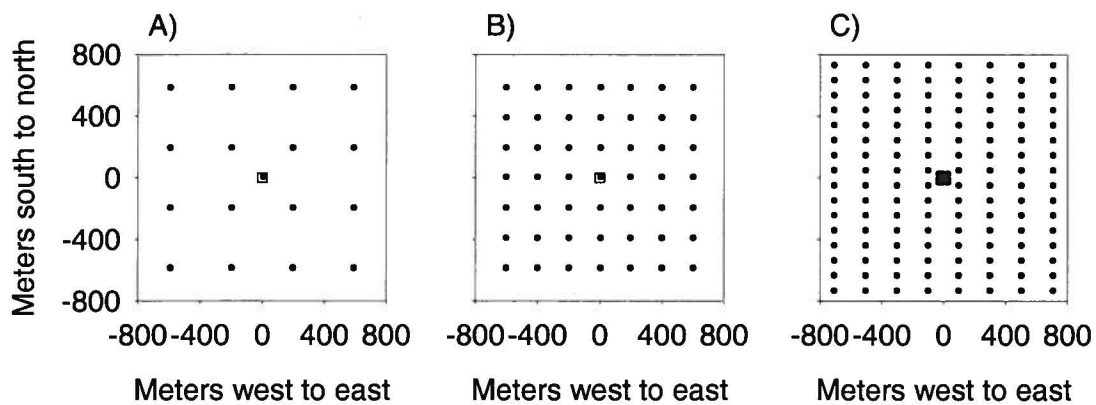 A)
B)
C)
Meters south to north
800
400
0
-400
-800
-800 -400 0 400 800
-800 -400 0 400 800
-800 -400 0 400 800
Meters west to east
Meters west to east
Meters west to east